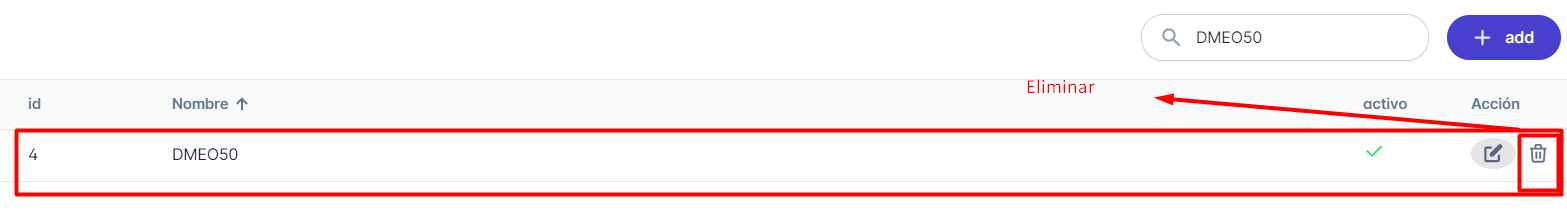 DMEO50
add
Eliminar
id Nombre activo Acción
4 DMEO50